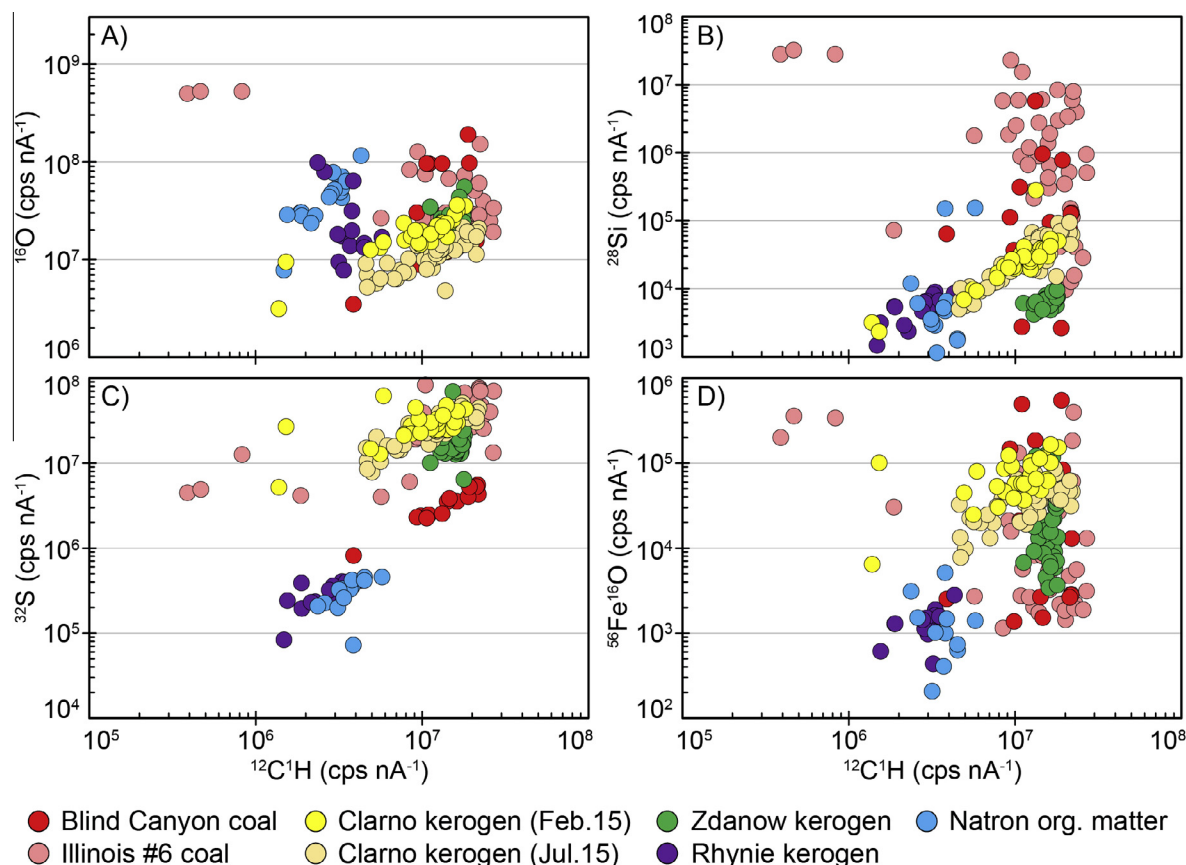 A)
B)
10⁹
10⁸
10⁷
10⁶
¹⁶O (cps nA⁻¹)
10⁸
10⁷
10⁶
10⁵
10⁴
10³
²⁸Si (cps nA⁻¹)
C)
D)
10⁸
10⁷
10⁶
10⁵
10⁴
³²S (cps nA⁻¹)
10⁶
10⁵
10⁴
10³
10²
⁵⁶Fe¹⁶O (cps nA⁻¹)
10⁵ 10⁶ 10⁷ 10⁸
10⁵ 10⁶ 10⁷ 10⁸
¹²C¹H (cps nA⁻¹)
¹²C¹H (cps nA⁻¹)
Blind Canyon coal
Clarno kerogen (Feb.15)
Zdanow kerogen
Natron org. matter
Illinois #6 coal
Clarno kerogen (Jul.15)
Rhynie kerogen